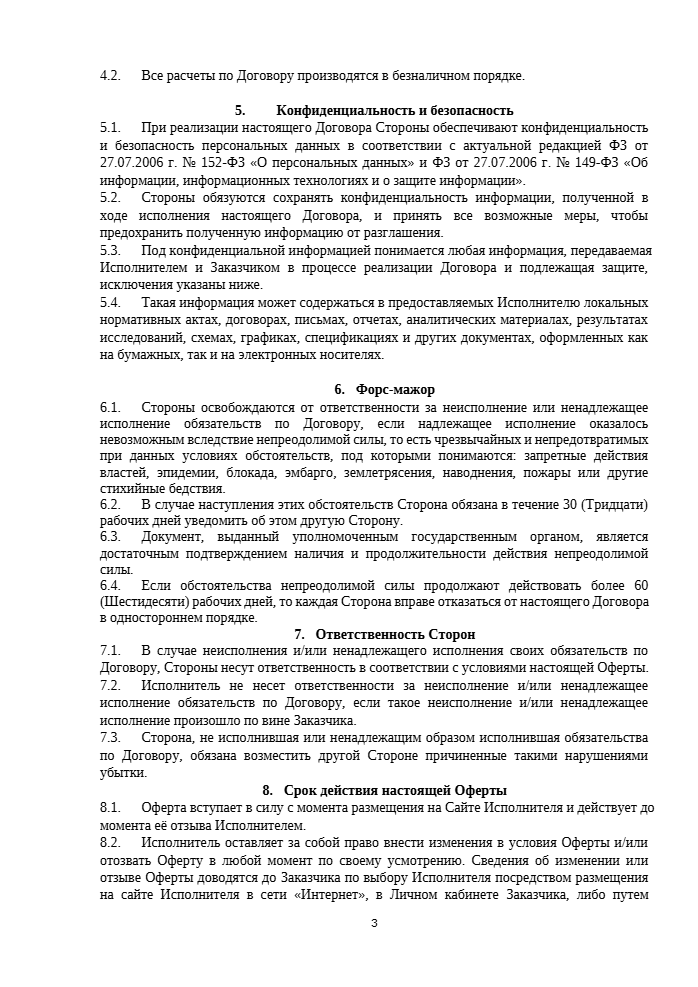 4.2. Все расчеты по Договору производятся в безналичном порядке.
5. Конфиденциальность и безопасность
5.1. При реализации настоящего Договора Стороны обеспечивают конфиденциальность
и безопасность персональных данных в соответствии с актуальной редакцией ФЗ от
27.07.2006 г. № 152-ФЗ «О персональных данных» и ФЗ от 27.07.2006 г. № 149-ФЗ «Об
информации, информационных технологиях и о защите информации».
5.2. Стороны обязуются сохранять конфиденциальность информации, полученной в
ходе исполнения настоящего Договора, и принять все возможные меры, чтобы
предохранить полученную информацию от разглашения.
5.3. Под конфиденциальной информацией понимается любая информация, передаваемая
Исполнителем и Заказчиком в процессе реализации Договора и подлежащая защите,
исключения указаны ниже.
5.4. Такая информация может содержаться в предоставляемых Исполнителю локальных
нормативных актах, договорах, письмах, отчетах, аналитических материалах, результатах
исследований, схемах, графиках, спецификациях и других документах, оформленных как
на бумажных, так и на электронных носителях.
6. Форс-мажор
6.1. Стороны освобождаются от ответственности за неисполнение или ненадлежащее
исполнение обязательств по Договору, если надлежащее исполнение оказалось
невозможным вследствие непреодолимой силы, то есть чрезвычайных и непредотвратимых
при данных условиях обстоятельств, под которыми понимаются: запретные действия
властей, эпидемии, блокада, эмбарго, землетрясения, наводнения, пожары или другие
стихийные бедствия.
6.2. В случае наступления этих обстоятельств Сторона обязана в течение 30 (Тридцати)
рабочих дней уведомить об этом другую Сторону.
6.3. Документ, выданный уполномоченным государственным органом, является
достаточным подтверждением наличия и продолжительности действия непреодолимой
силы.
6.4. Если обстоятельства непреодолимой силы продолжают действовать более 60
(Шестидесяти) рабочих дней, то каждая Сторона вправе отказаться от настоящего Договора
в одностороннем порядке.
7. Ответственность Сторон
7.1. В случае неисполнения и/или ненадлежащего исполнения своих обязательств по
Договору, Стороны несут ответственность в соответствии с условиями настоящей Оферты.
7.2. Исполнитель не несет ответственности за неисполнение и/или ненадлежащее
исполнение обязательств по Договору, если такое неисполнение и/или ненадлежащее
исполнение произошло по вине Заказчика.
7.3. Сторона, не исполнившая или ненадлежащим образом исполнившая обязательства
по Договору, обязана возместить другой Стороне причиненные такими нарушениями
убытки.
8. Срок действия настоящей Оферты
8.1. Оферта вступает в силу с момента размещения на Сайте Исполнителя и действует до
момента её отзыва Исполнителем.
8.2. Исполнитель оставляет за собой право внести изменения в условия Оферты и/или
отозвать Оферту в любой момент по своему усмотрению. Сведения об изменении или
отзыве Оферты доводятся до Заказчика по выбору Исполнителя посредством размещения
на сайте Исполнителя в сети «Интернет», в Личном кабинете Заказчика, либо путем
3